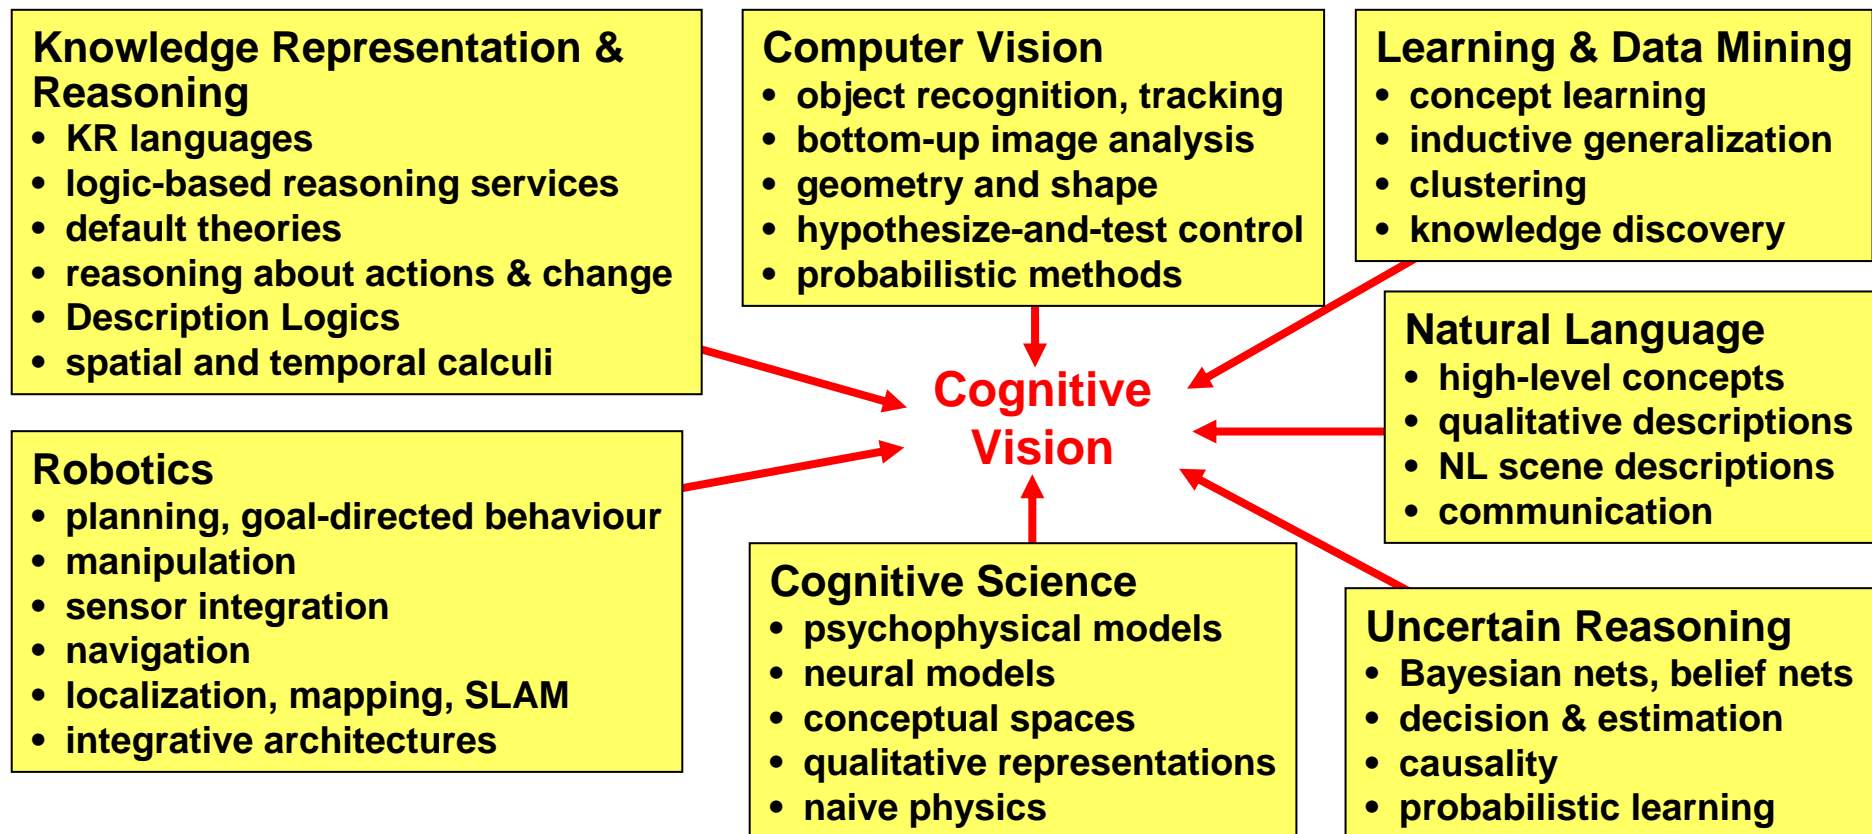 Knowledge Representation &
Reasoning
• KR languages
• logic-based reasoning services
• default theories
• reasoning about actions & change
• Description Logics
• spatial and temporal calculi
Computer Vision
• object recognition, tracking
• bottom-up image analysis
• geometry and shape
• hypothesize-and-test control
• probabilistic methods
Learning & Data Mining
• concept learning
• inductive generalization
• clustering
• knowledge discovery
Cognitive
Vision
Natural Language
• high-level concepts
• qualitative descriptions
• NL scene descriptions
• communication
Robotics
• planning, goal-directed behaviour
• manipulation
• sensor integration
• navigation
• localization, mapping, SLAM
• integrative architectures
Cognitive Science
• psychophysical models
• neural models
• conceptual spaces
• qualitative representations
• naive physics
Uncertain Reasoning
• Bayesian nets, belief nets
• decision & estimation
• causality
• probabilistic learning